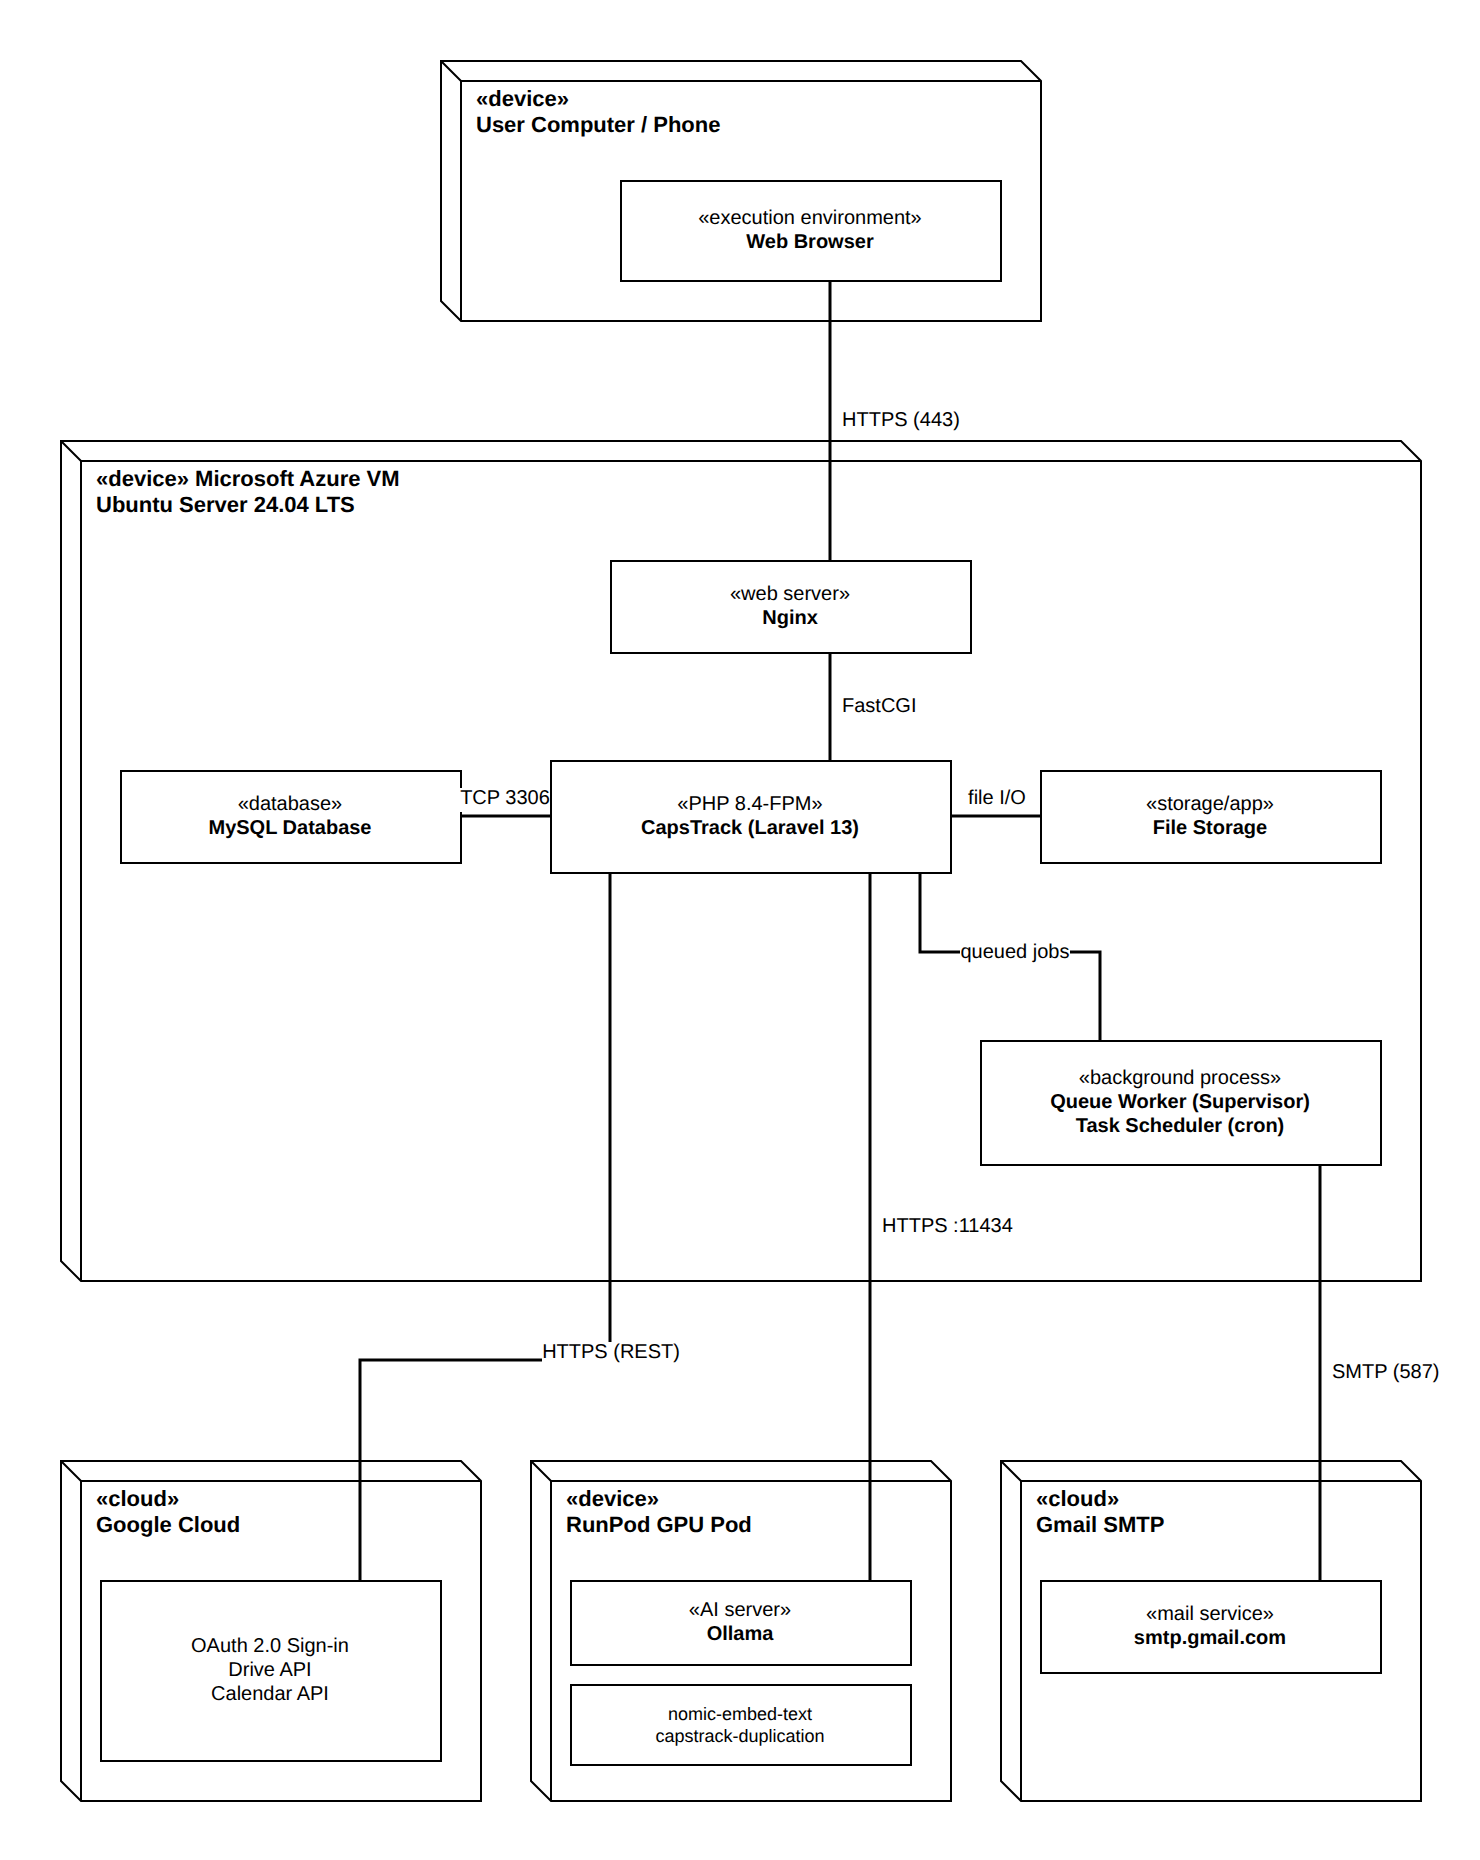 «device»
User Computer / Phone
«execution environment»
Web Browser
HTTPS (443)
«device» Microsoft Azure VM
Ubuntu Server 24.04 LTS
«web server»
Nginx
FastCGI
«database»
MySQL Database
TCP 3306
«PHP 8.4-FPM»
CapsTrack (Laravel 13)
file I/O
«storage/app»
File Storage
queued jobs
«background process»
Queue Worker (Supervisor)
Task Scheduler (cron)
HTTPS :11434
HTTPS (REST)
SMTP (587)
«cloud»
Google Cloud
OAuth 2.0 Sign-in
Drive API
Calendar API
«device»
RunPod GPU Pod
«AI server»
Ollama
nomic-embed-text
capstrack-duplication
«cloud»
Gmail SMTP
«mail service»
smtp.gmail.com